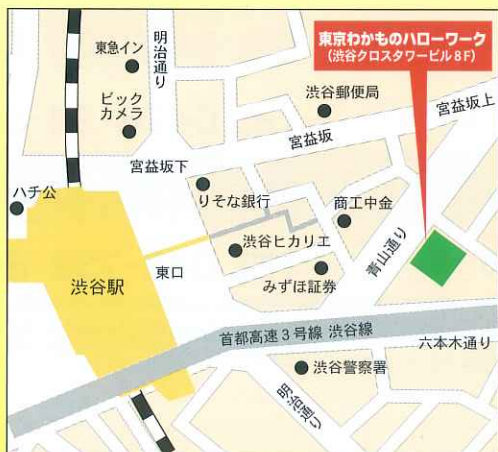 東京わかものハローワーク
(渋谷クロスタワービル8F)
東急イン
明治通り
ビック
カメラ
渋谷郵便局
宮益坂上
宮益坂
宮益坂下
ハチ公
りそな銀行
商工中金
渋谷ヒカリエ
青山通り
東口
みずほ証券
渋谷駅
首都高速3号線 渋谷線
六本木通り
渋谷警察署
明治通り